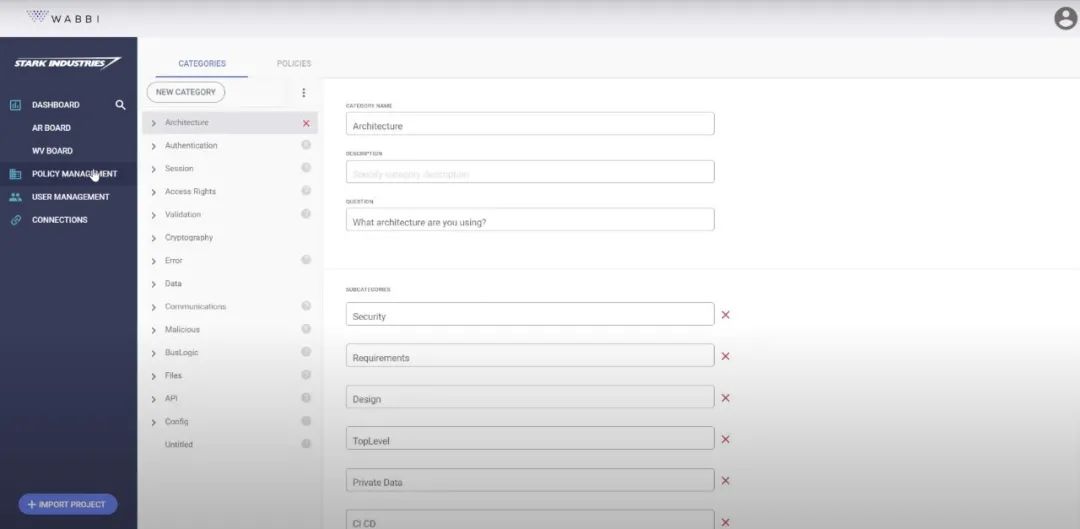 WABBI
STARK INDUSTRIES
DASHBOARD
AR BOARD
WV BOARD
POLICY MANAGEMENT
USER MANAGEMENT
CONNECTIONS
+ IMPORT PROJECT
CATEGORIES POLICIES
NEW CATEGORY
Architecture
Authentication
Session
Access Rights
Validation
Cryptography
Error
Data
Communications
Malicious
BusLogic
Files
API
Config
Untitled
CATEGORY NAME
Architecture
DESCRIPTION
Specify category description
QUESTION
What architecture are you using?
SUBCATEGORIES
Security
Requirements
Design
TopLevel
Private Data
CI CD